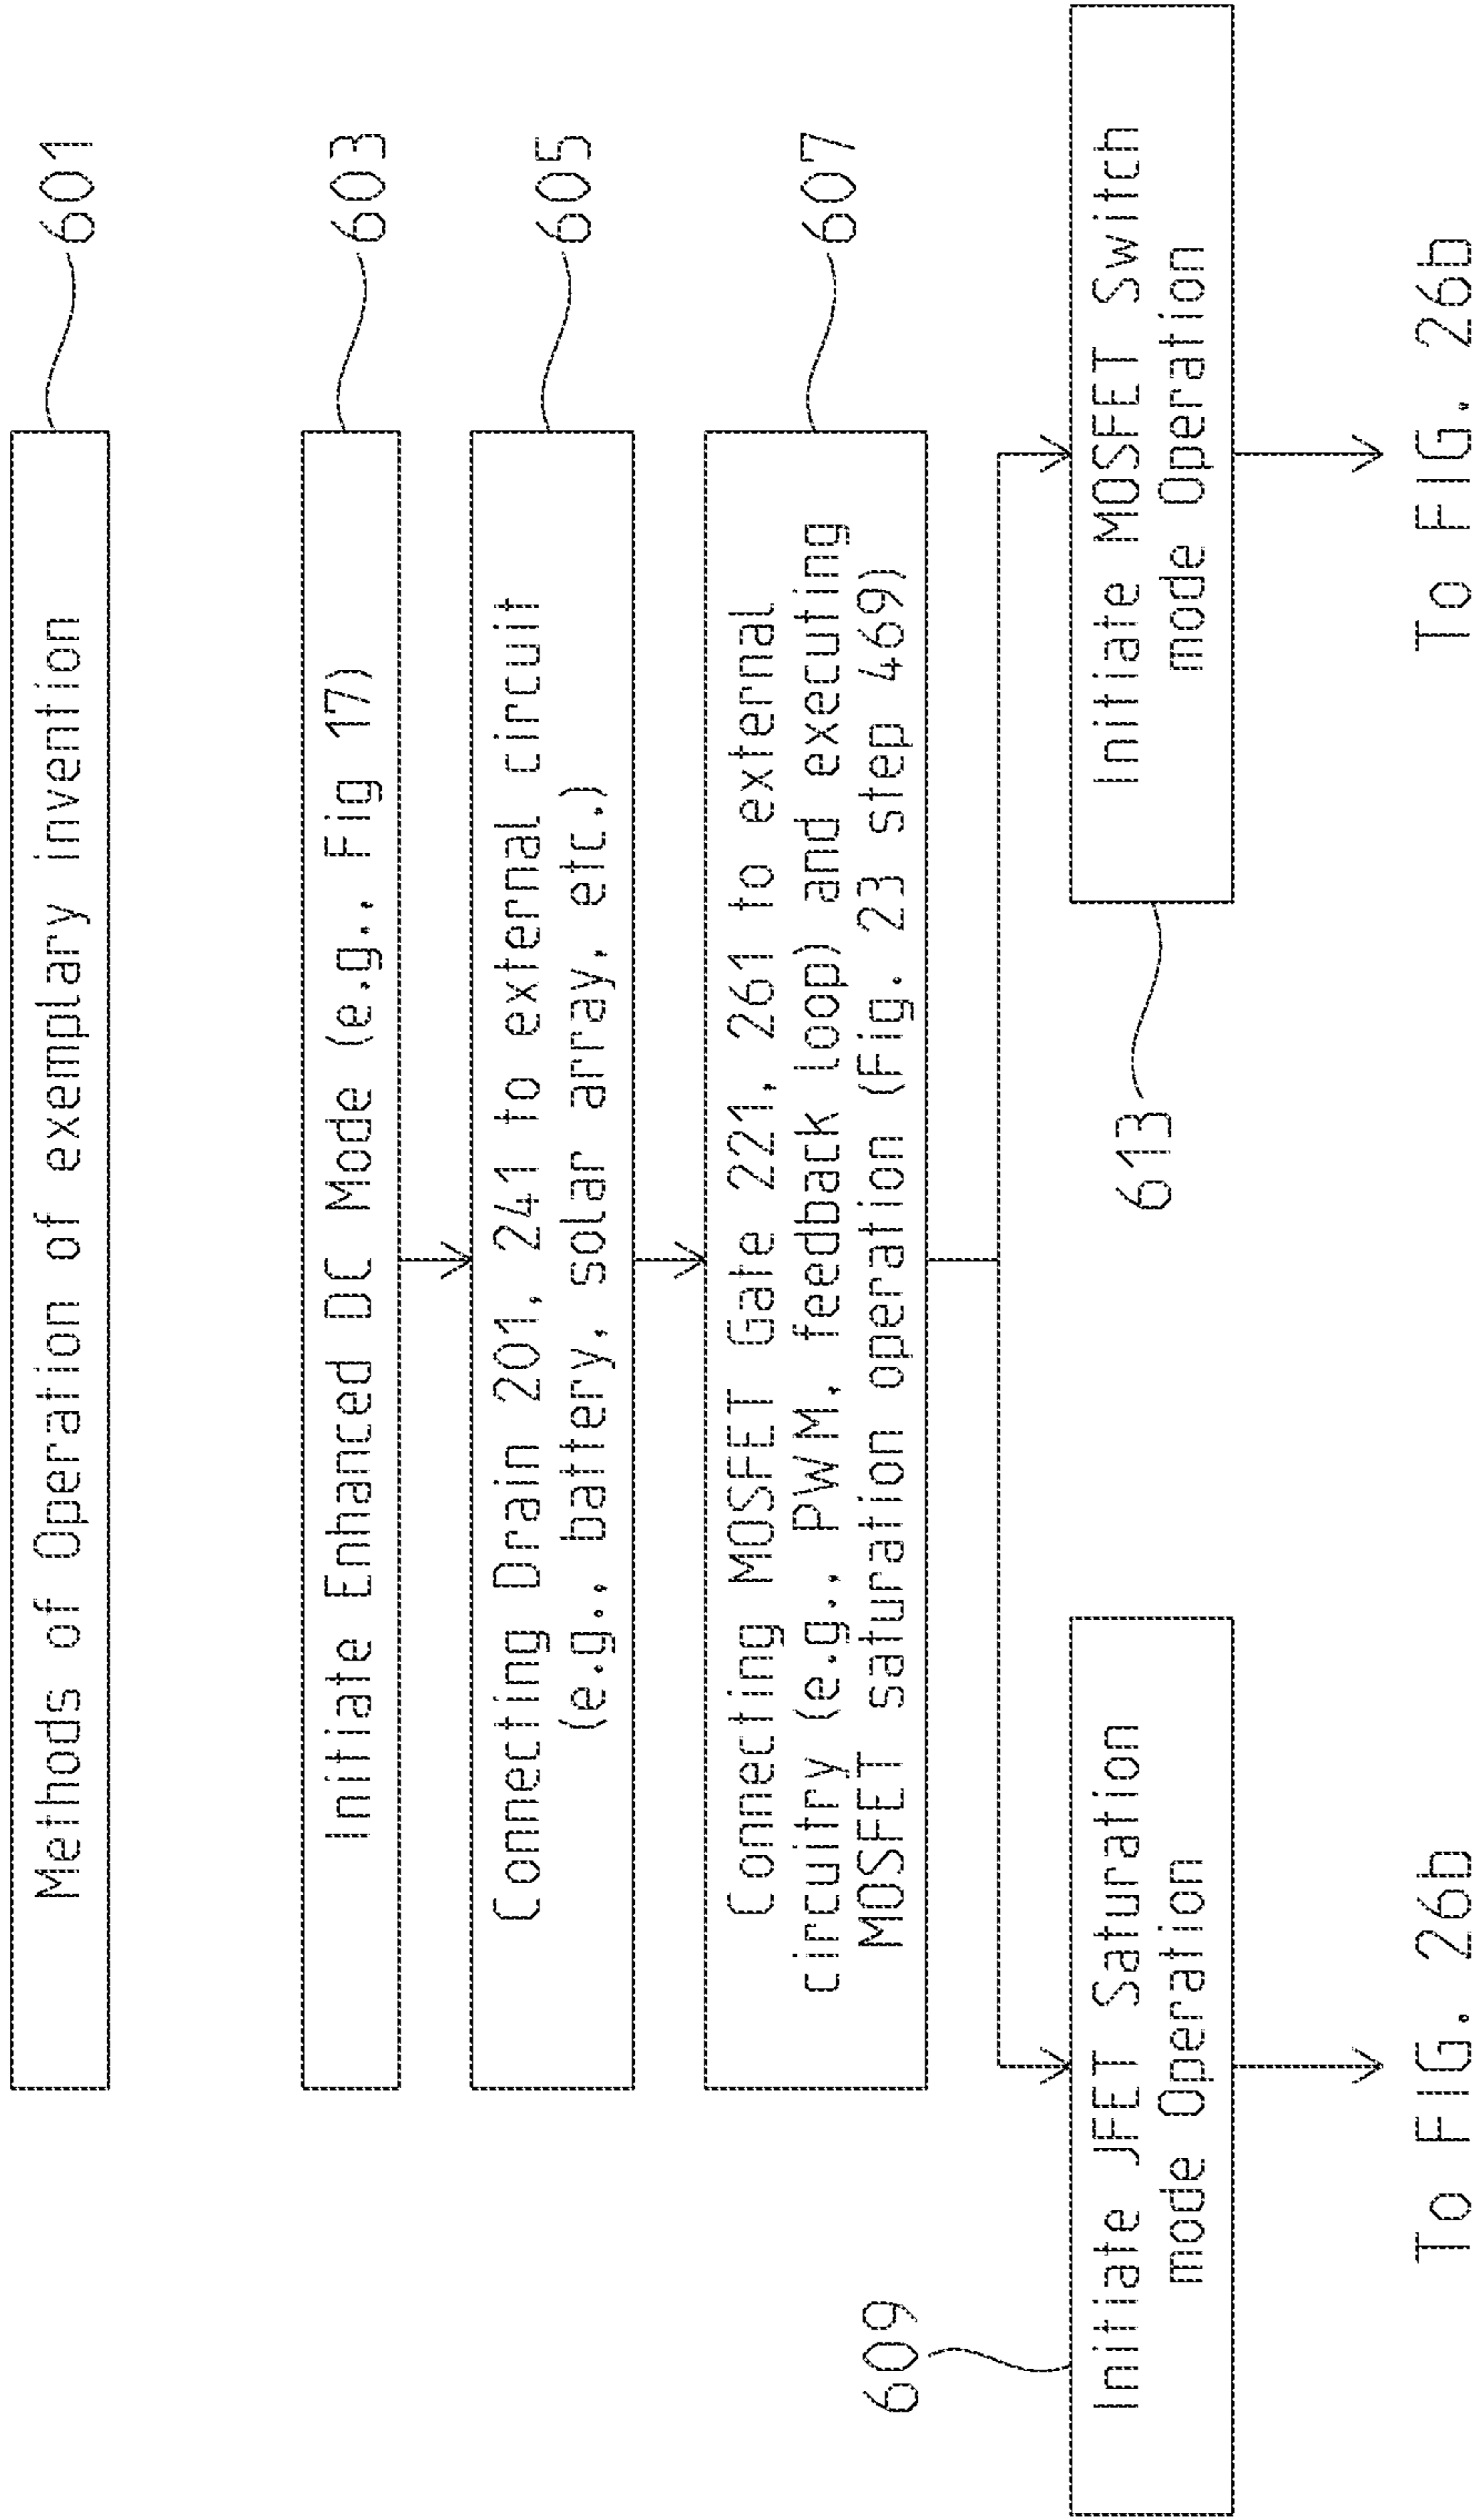 Methods of Operation of exemplary invention
601
Initiate Enhanced DC Mode (e.g., Fig 17)
603
Connecting Drain 201, 241 to external circuit
(e.g., battery, solar array, etc.)
605
Connecting MOSFET Gate 221, 261 to external
circuitry (e.g., PWM, feedback loop) and executing
MOSFET saturation operation (Fig. 23 step 469)
607
609
Initiate JFET Saturation
mode Operation
613
Initiate MOSFET Switch
mode Operation
To FIG. 26b
To FIG. 26b